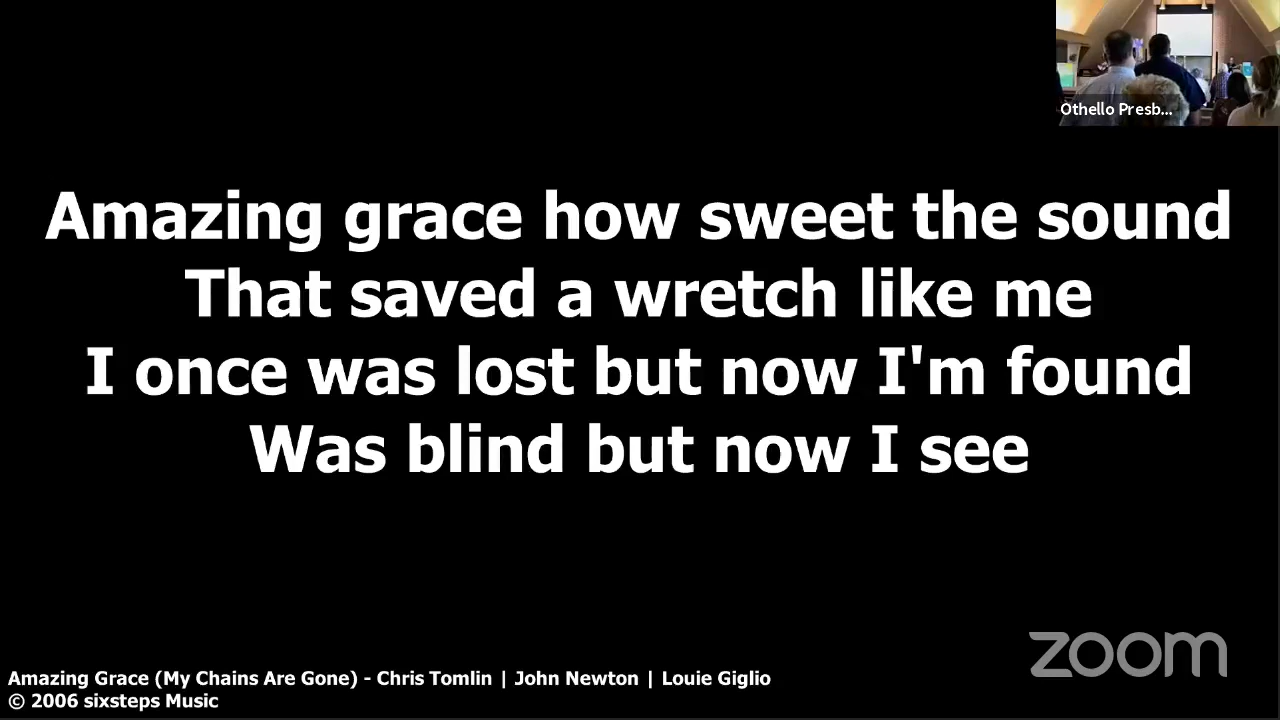 Othello Presb...
Amazing grace how sweet the sound
That saved a wretch like me
I once was lost but now I'm found
Was blind but now I see
zoom
Amazing Grace (My Chains Are Gone) - Chris Tomlin | John Newton | Louie Giglio
© 2006 sixsteps Music